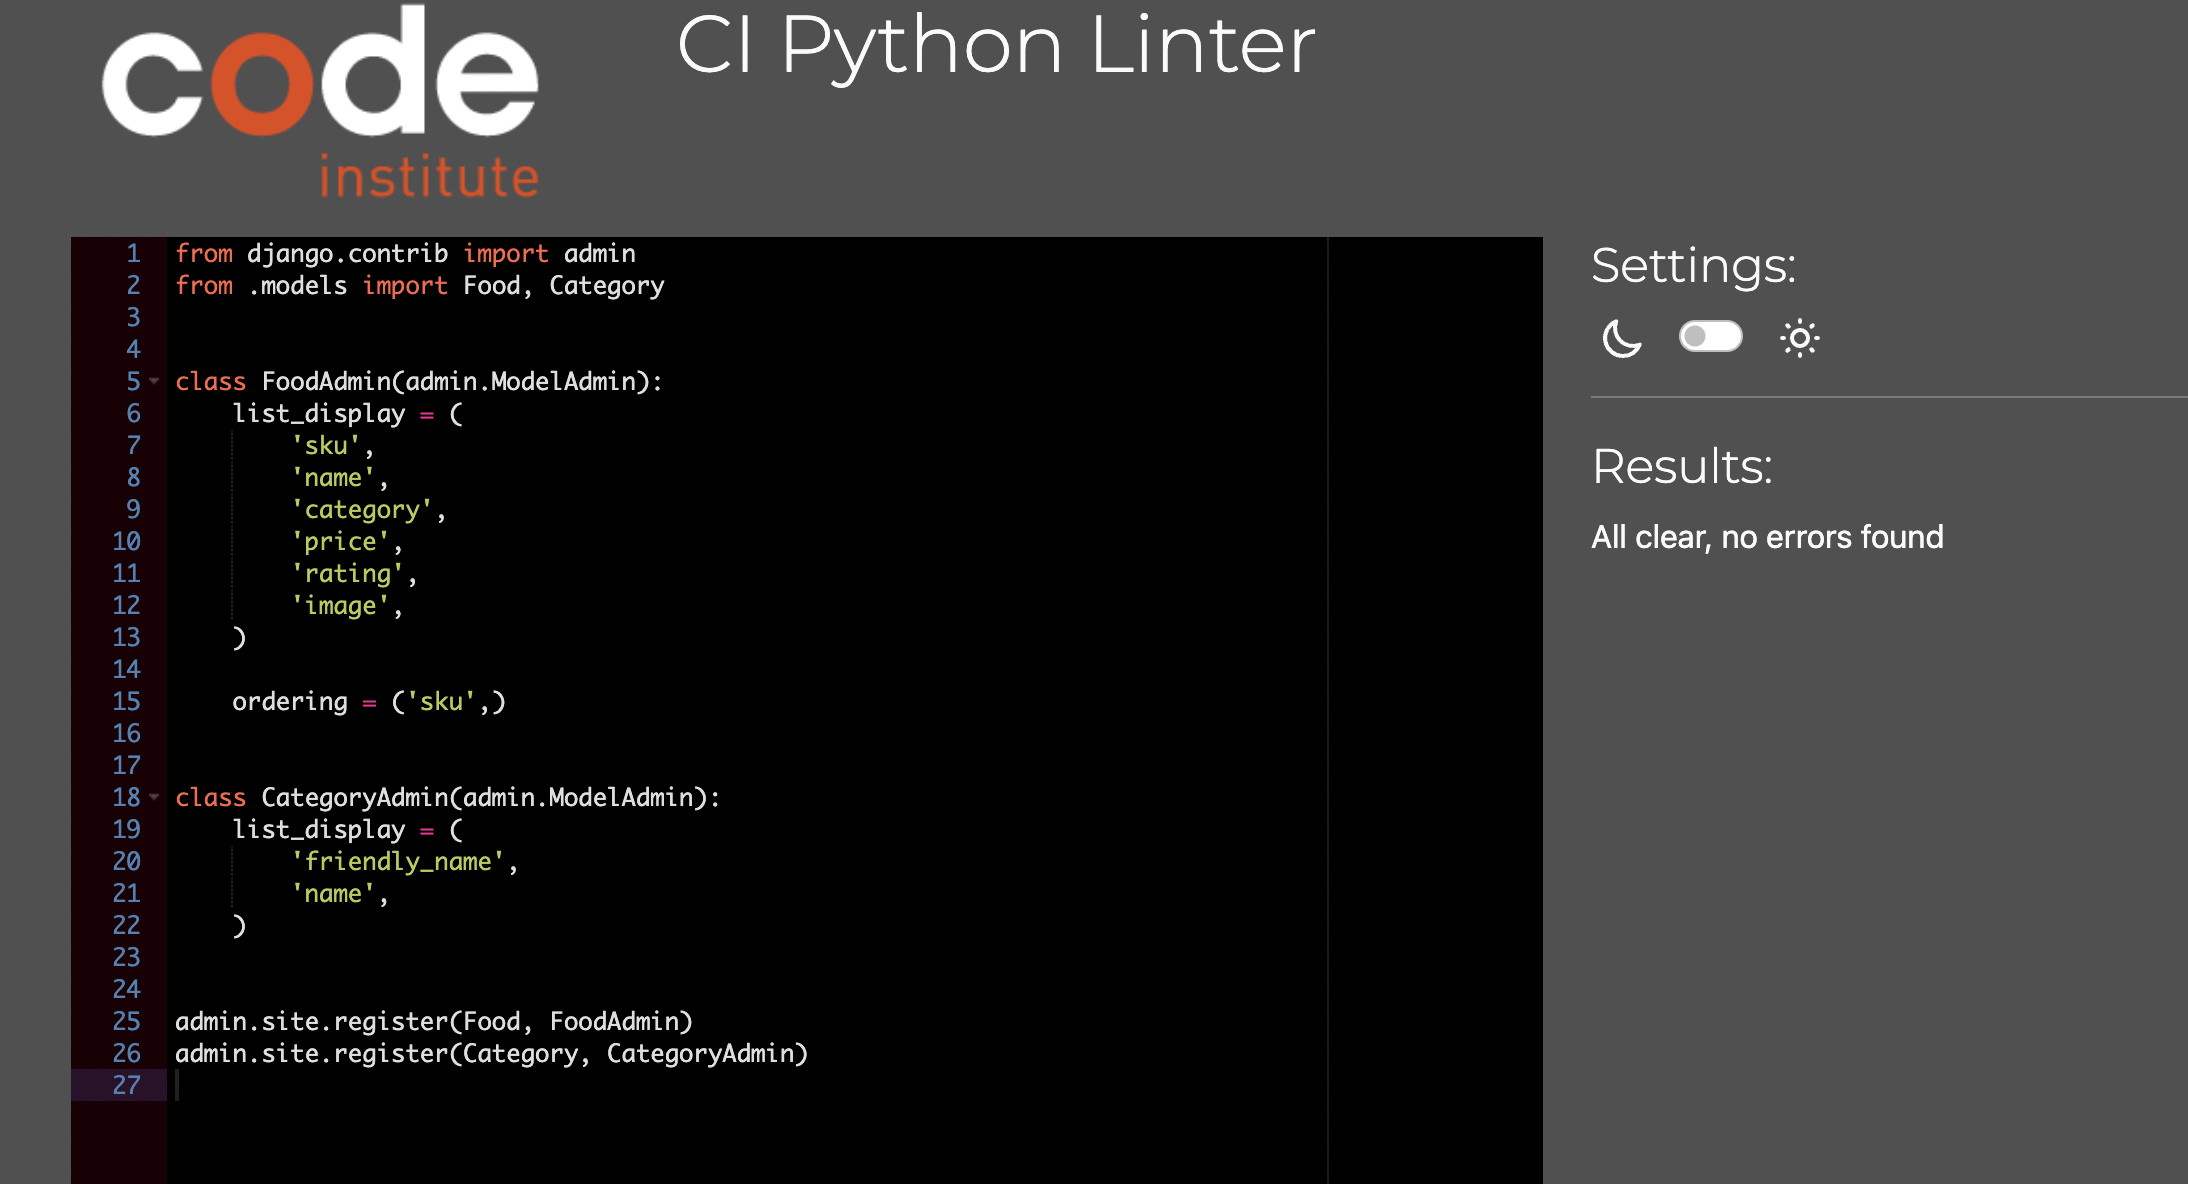 code
institute
CI Python Linter
1 from django.contrib import admin
2 from .models import Food, Category
3
4
5 class FoodAdmin(admin.ModelAdmin):
6     list_display = (
7         'sku',
8         'name',
9         'category',
10         'price',
11         'rating',
12         'image',
13     )
14
15     ordering = ('sku',)
16
17
18 class CategoryAdmin(admin.ModelAdmin):
19     list_display = (
20         'friendly_name',
21         'name',
22     )
23
24
25 admin.site.register(Food, FoodAdmin)
26 admin.site.register(Category, CategoryAdmin)
27
Settings:
Results:
All clear, no errors found